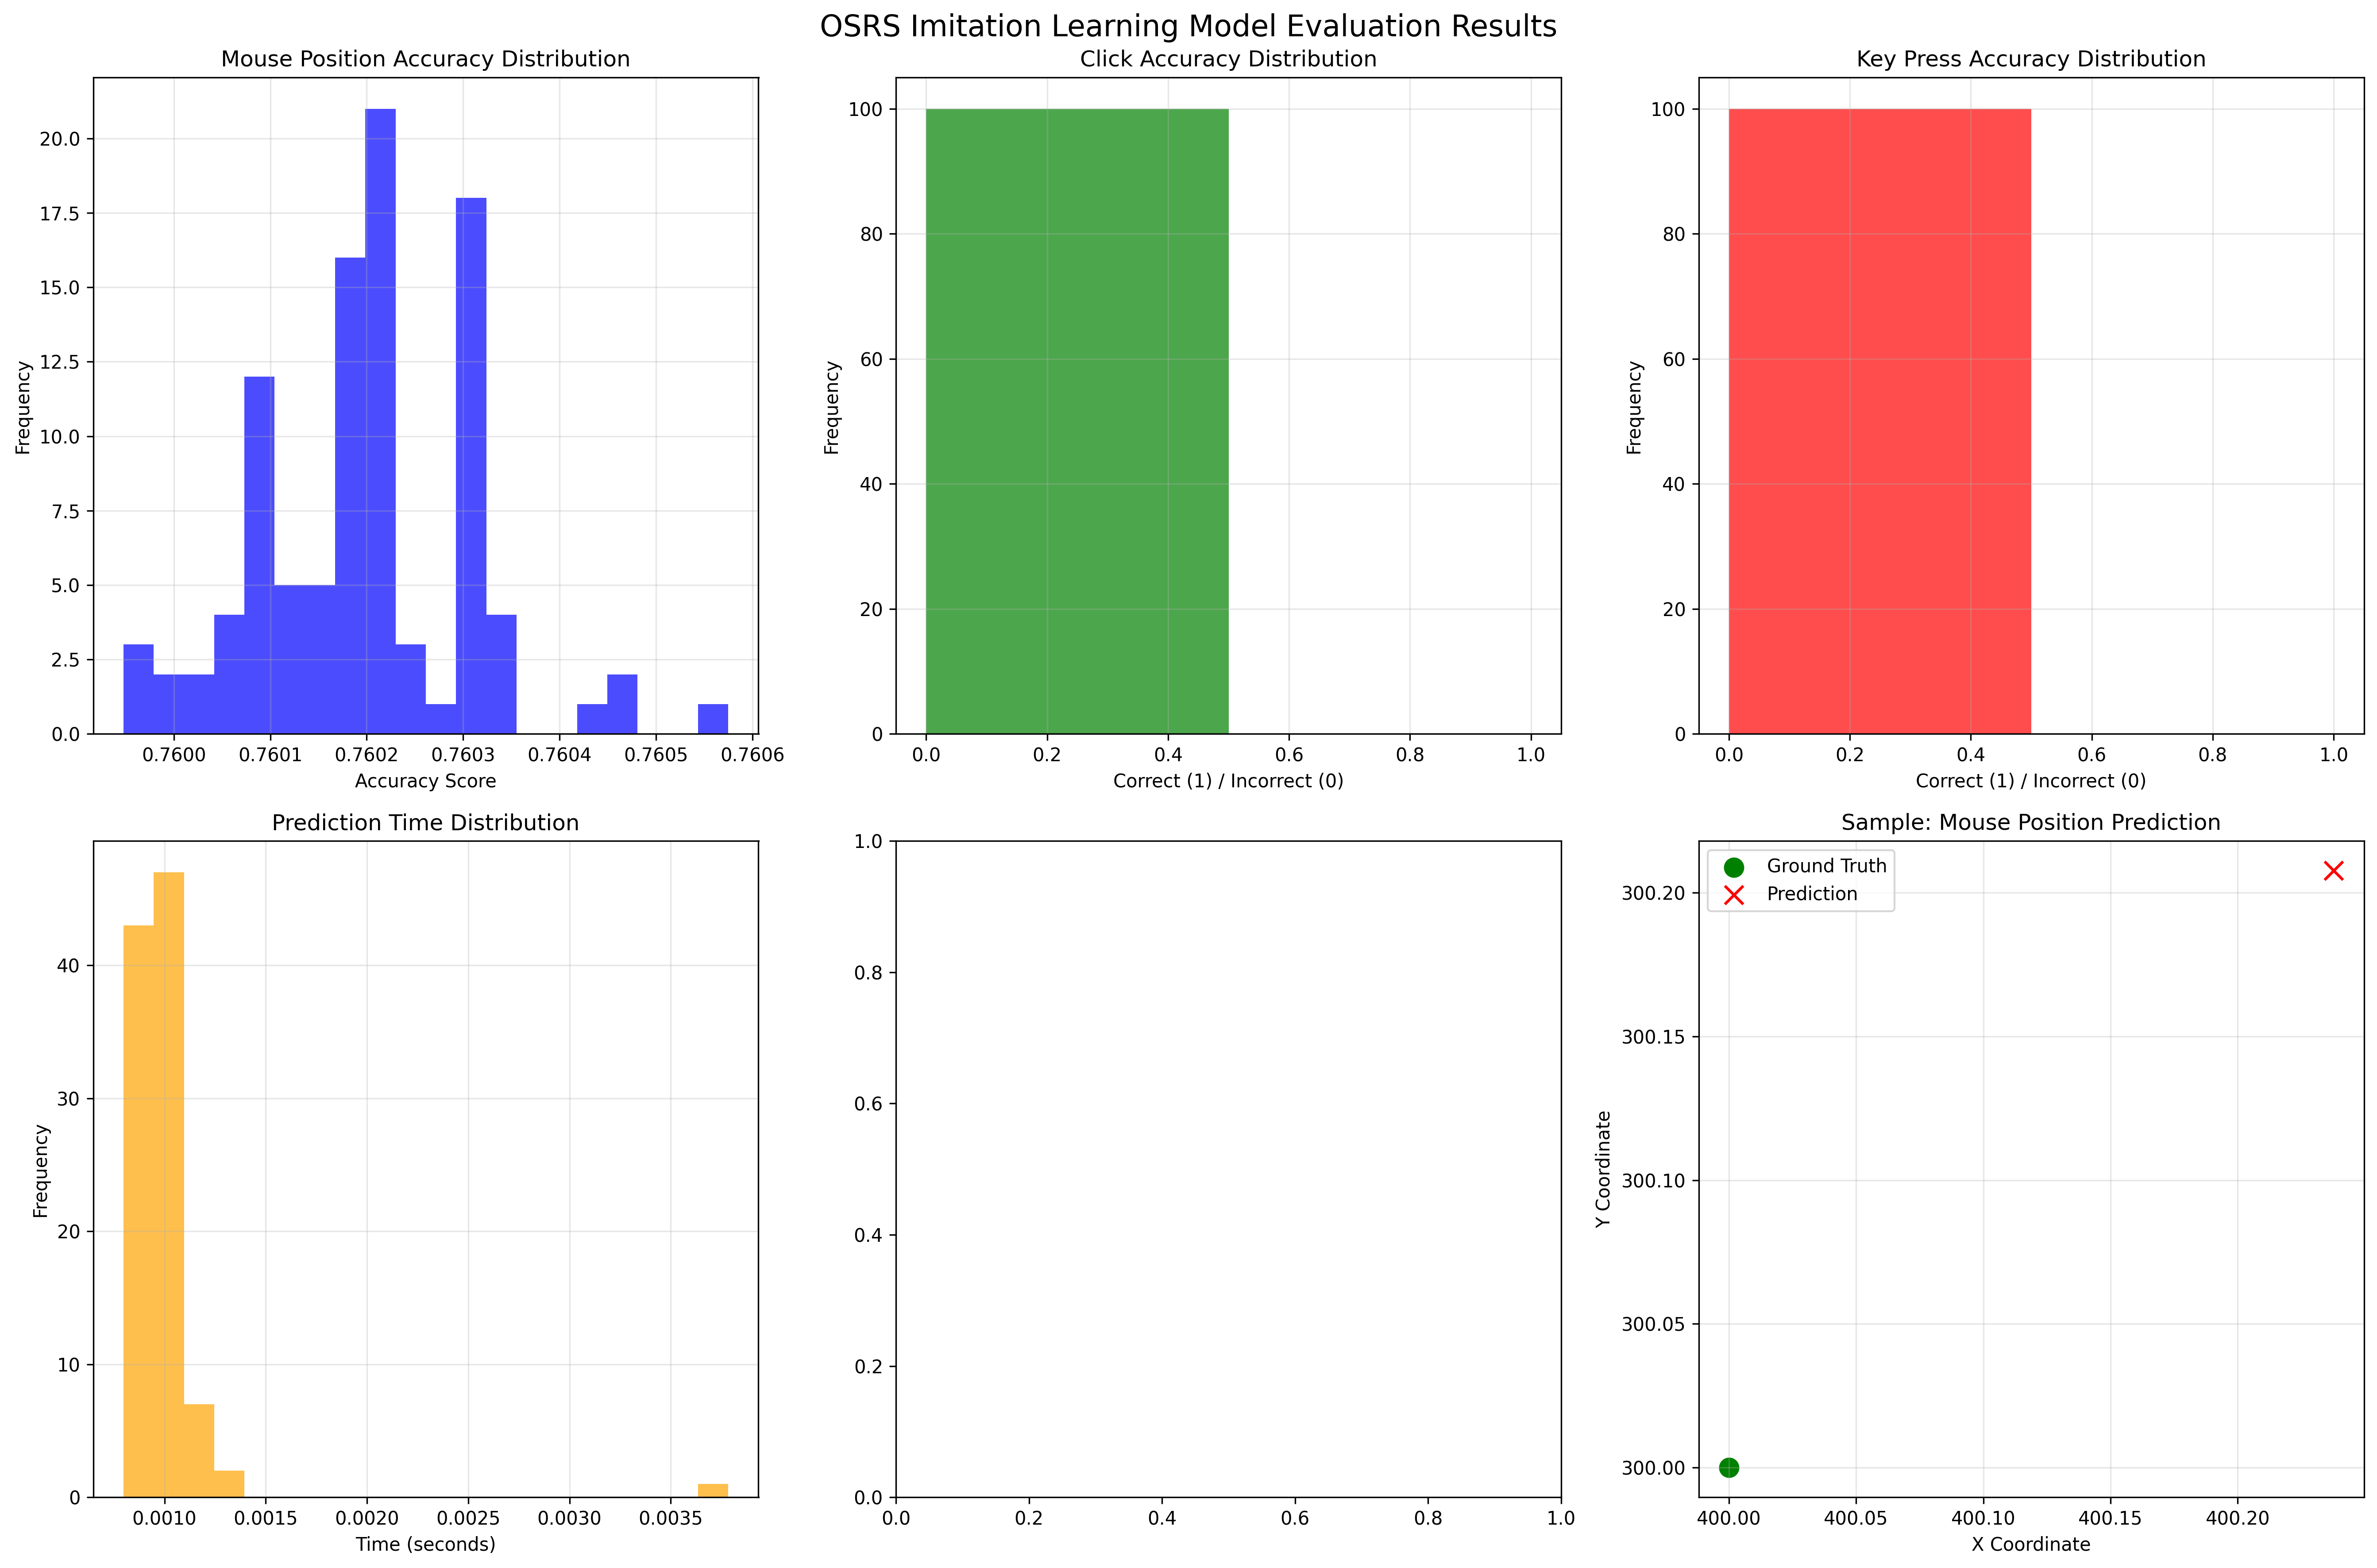 OSRS Imitation Learning Model Evaluation Results
Mouse Position Accuracy Distribution
Frequency
20.0
17.5
15.0
12.5
10.0
7.5
5.0
2.5
0.0
0.7600 0.7601 0.7602 0.7603 0.7604 0.7605 0.7606
Accuracy Score
Click Accuracy Distribution
Frequency
100
80
60
40
20
0
0.0 0.2 0.4 0.6 0.8 1.0
Correct (1) / Incorrect (0)
Key Press Accuracy Distribution
Frequency
100
80
60
40
20
0
0.0 0.2 0.4 0.6 0.8 1.0
Correct (1) / Incorrect (0)
Prediction Time Distribution
Frequency
40
30
20
10
0
0.0010 0.0015 0.0020 0.0025 0.0030 0.0035
Time (seconds)
1.0
0.8
0.6
0.4
0.2
0.0
0.0 0.2 0.4 0.6 0.8 1.0
Sample: Mouse Position Prediction
Ground Truth
Prediction
Y Coordinate
300.20
300.15
300.10
300.05
300.00
400.00 400.05 400.10 400.15 400.20
X Coordinate